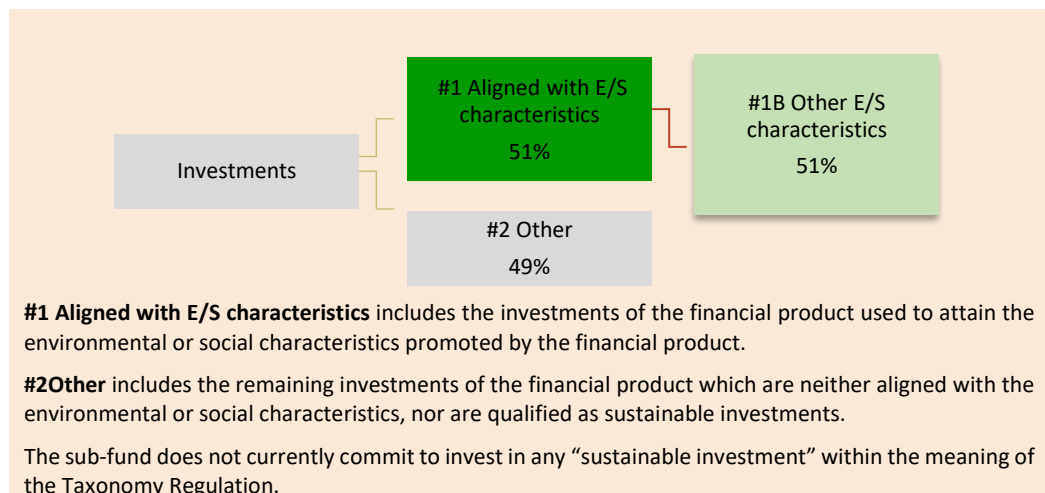 #1 Aligned with E/S
characteristics
51%
#1B Other E/S
characteristics
51%
Investments
#2 Other
49%
#1 Aligned with E/S characteristics includes the investments of the financial product used to attain the
environmental or social characteristics promoted by the financial product.
#2Other includes the remaining investments of the financial product which are neither aligned with the
environmental or social characteristics, nor are qualified as sustainable investments.
The sub-fund does not currently commit to invest in any “sustainable investment” within the meaning of
the Taxonomy Regulation.